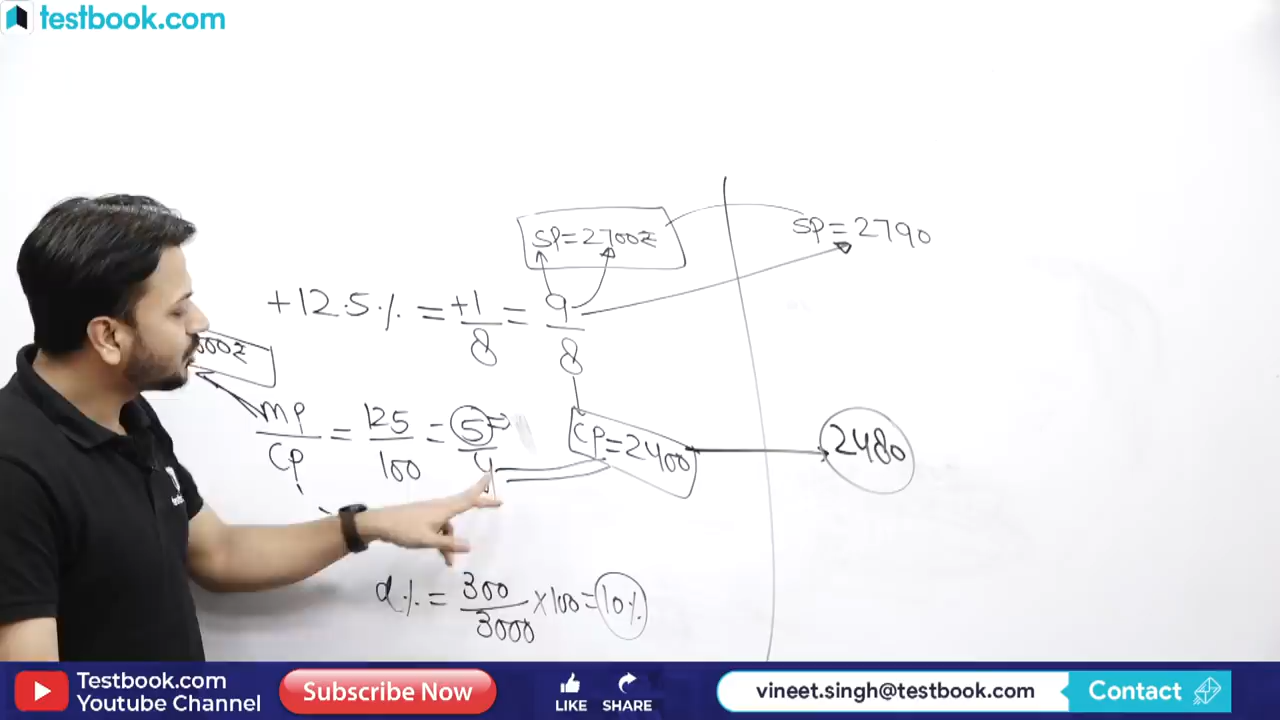 testbook.com
SP=2700₹
SP=2790
+12.5% = +1/8 = 9/8
MP/CP = 125/100 = 5/4
CP=2400
2480
d% = 300/3000 ×100=10%
Testbook.com
Youtube Channel
Subscribe Now
LIKE
SHARE
vineet.singh@testbook.com
Contact